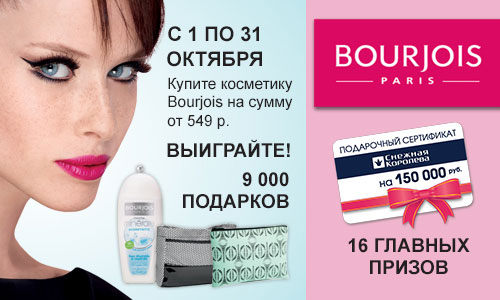 С 1 ПО 31
ОКТЯБРЯ
Купите косметику
Bourjois на сумму
от 549 р.
ВЫИГРАЙТЕ!
9 000
ПОДАРКОВ
BOURJOIS
BOURJOIS
PARIS
ПОДАРОЧНЫЙ СЕРТИФИКАТ
СНЕЖНАЯ
КОРОЛЕВА
на 150 000 руб.
16 ГЛАВНЫХ
ПРИЗОВ